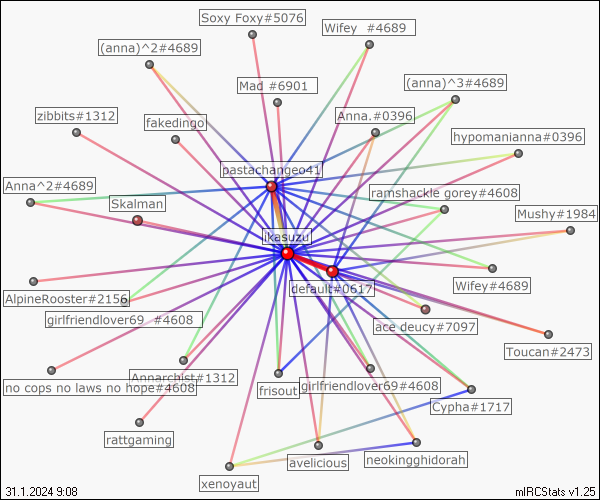 Soxy Foxy#5076
Wifey  #4689
(anna)^2#4689
Mad #6901
(anna)^3#4689
zibbits#1312
fakedingo
Anna.#0396
hypomanianna#0396
pastachangeo41
Anna^2#4689
ramshackle gorey#4608
Skalman
Mushy#1984
ikasuzu
default#0617
Wifey#4689
AlpineRooster#2156
girlfriendlover69  #4608
ace deucy#7097
Toucan#2473
Annarchist#1312
no cops no laws no hope#4608
frisout
girlfriendlover69#4608
Cypha#1717
rattgaming
avelicious
neokingghidorah
xenoyaut
31.1.2024 9:08
mIRCStats v1.25